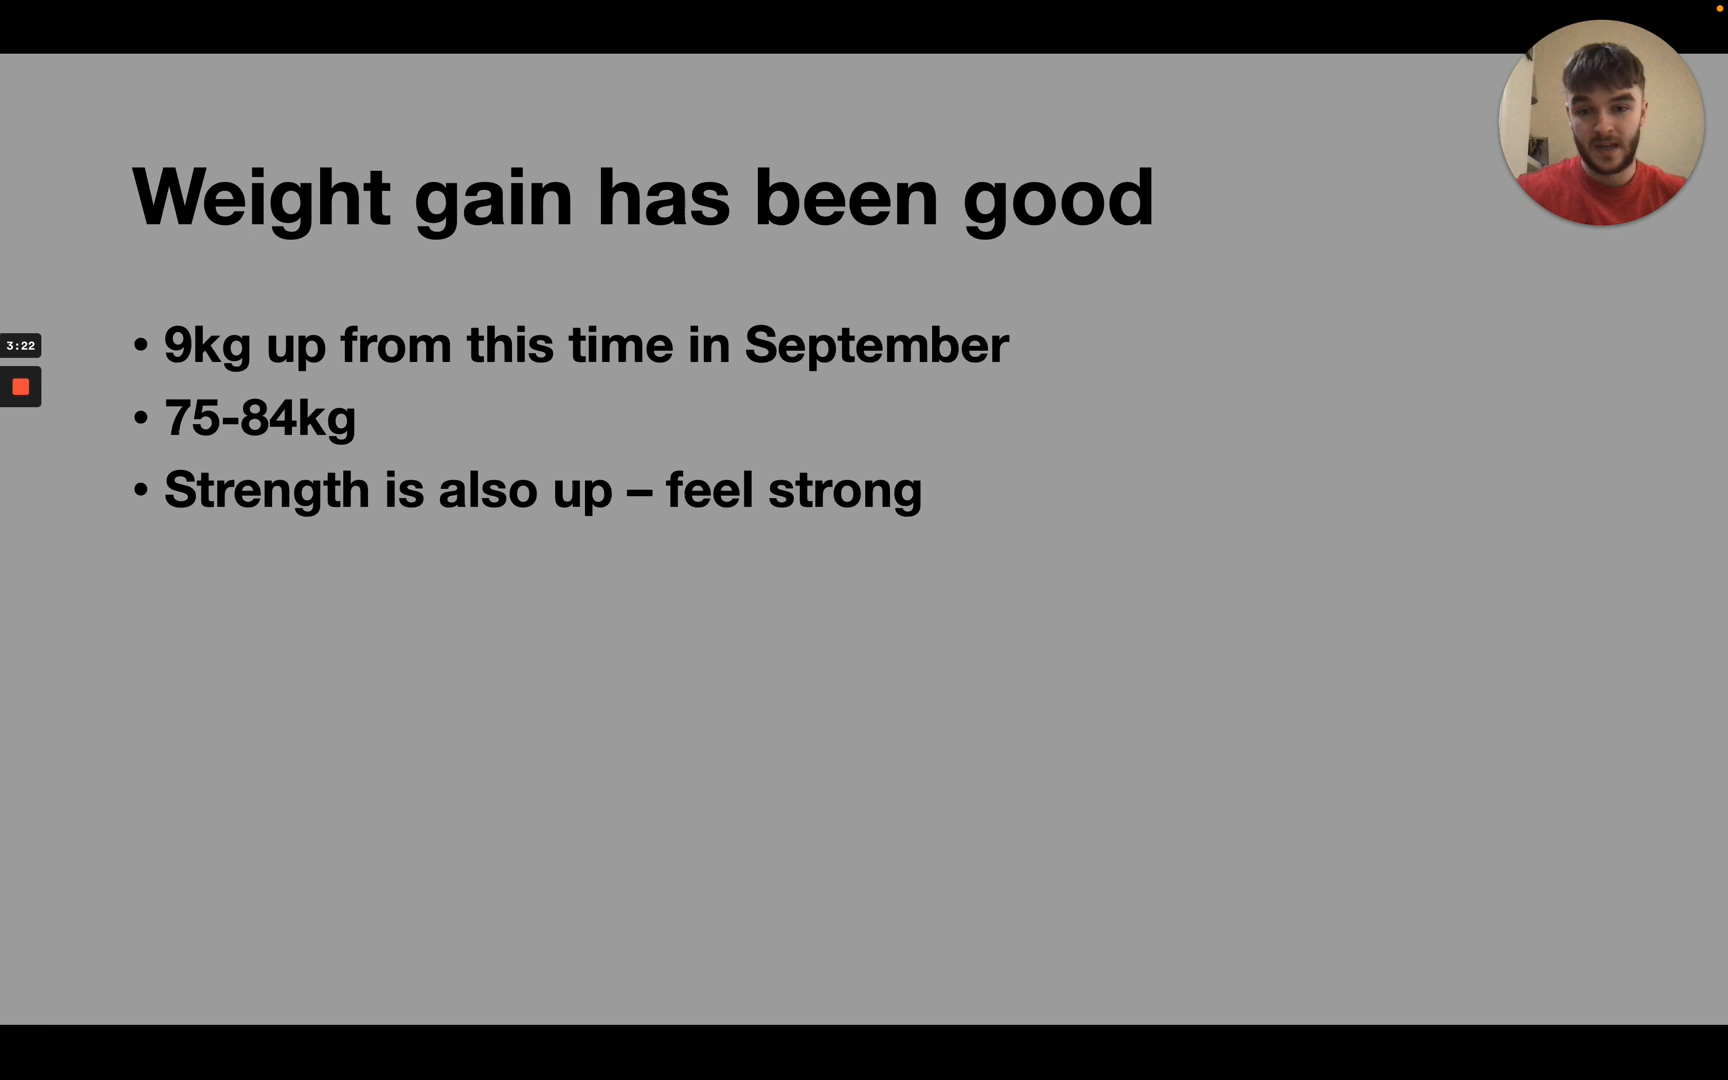 Weight gain has been good
• 9kg up from this time in September
3:22
• 75-84kg
• Strength is also up – feel strong